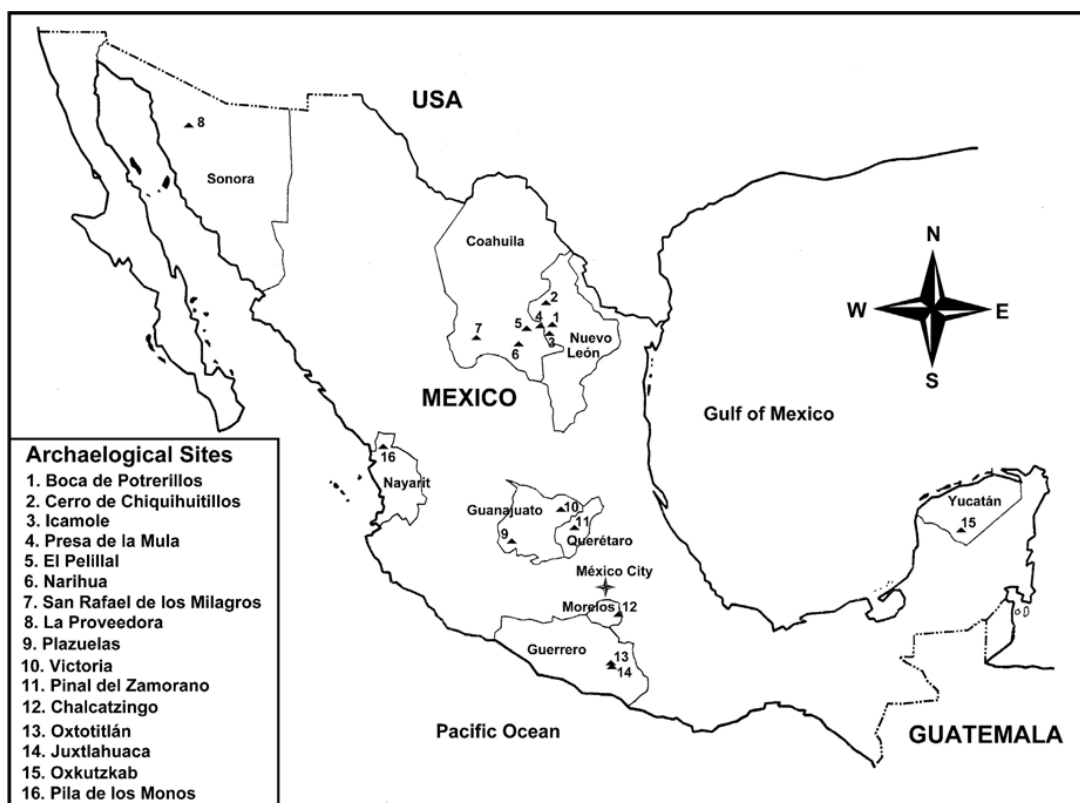 USA
8
Sonora
Coahuila
N
W
E
S
2
4
1
5
3
7
6
Nuevo
León
MEXICO
Gulf of Mexico
16
Nayarit
Guanajuato
10
11
9
Querétaro
Yucatán
15
México City
Morelos
12
Guerrero
13
14
Pacific Ocean
GUATEMALA
Archaelogical Sites
1. Boca de Potrerillos
2. Cerro de Chiquihuitillos
3. Icamole
4. Presa de la Mula
5. El Pelillal
6. Narihua
7. San Rafael de los Milagros
8. La Proveedora
9. Plazuelas
10. Victoria
11. Pinal del Zamorano
12. Chalcatzingo
13. Oxtotitlán
14. Juxtlahuaca
15. Oxkutzkab
16. Pila de los Monos